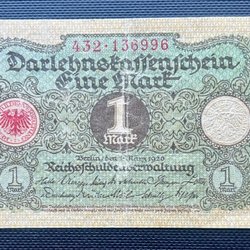 432·136996
Darlehnskassenschein
Eine Mark
1
Mark
Berlin, den 1. März 1920
Reichsschuldenverwaltung
1
1